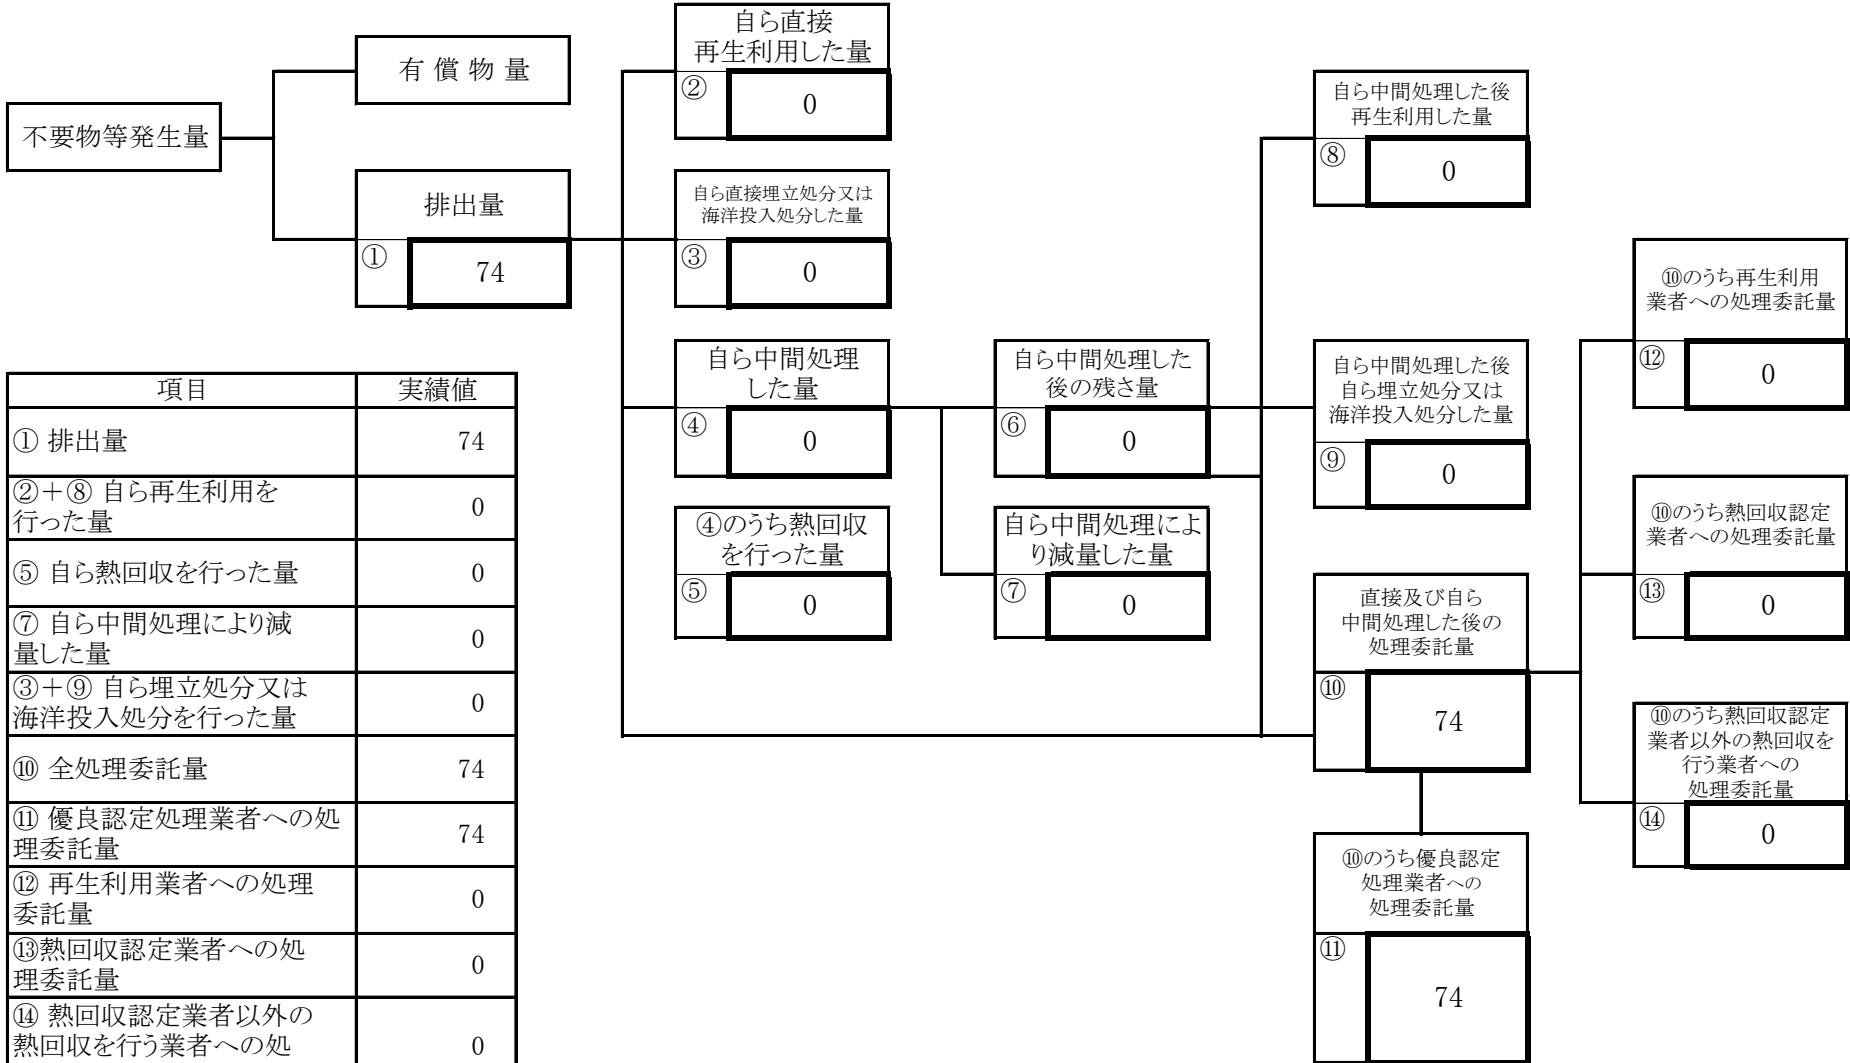 不要物等発生量
有 償 物 量
排出量
①
74
自ら直接
再生利用した量
②
0
自ら直接埋立処分又は
海洋投入処分した量
③
0
自ら中間処理
した量
④
0
④のうち熱回収
を行った量
⑤
0
自ら中間処理した
後の残さ量
⑥
0
自ら中間処理によ
り減量した量
⑦
0
自ら中間処理した後
再生利用した量
⑧
0
自ら中間処理した後
自ら埋立処分又は
海洋投入処分した量
⑨
0
直接及び自ら
中間処理した後の
処理委託量
⑩
74
⑩のうち優良認定
処理業者への
処理委託量
⑪
74
⑩のうち再生利用
業者への処理委託量
⑫
0
⑩のうち熱回収認定
業者への処理委託量
⑬
0
⑩のうち熱回収認定
業者以外の熱回収を
行う業者への
処理委託量
⑭
0
項目 実績値
① 排出量 74
②+⑧ 自ら再生利用を
行った量 0
⑤ 自ら熱回収を行った量 0
⑦ 自ら中間処理により減
量した量 0
③+⑨ 自ら埋立処分又は
海洋投入処分を行った量 0
⑩ 全処理委託量 74
⑪ 優良認定処理業者への処
理委託量 74
⑫ 再生利用業者への処理
委託量 0
⑬熱回収認定業者への処
理委託量 0
⑭ 熱回収認定業者以外の
熱回収を行う業者への処 0